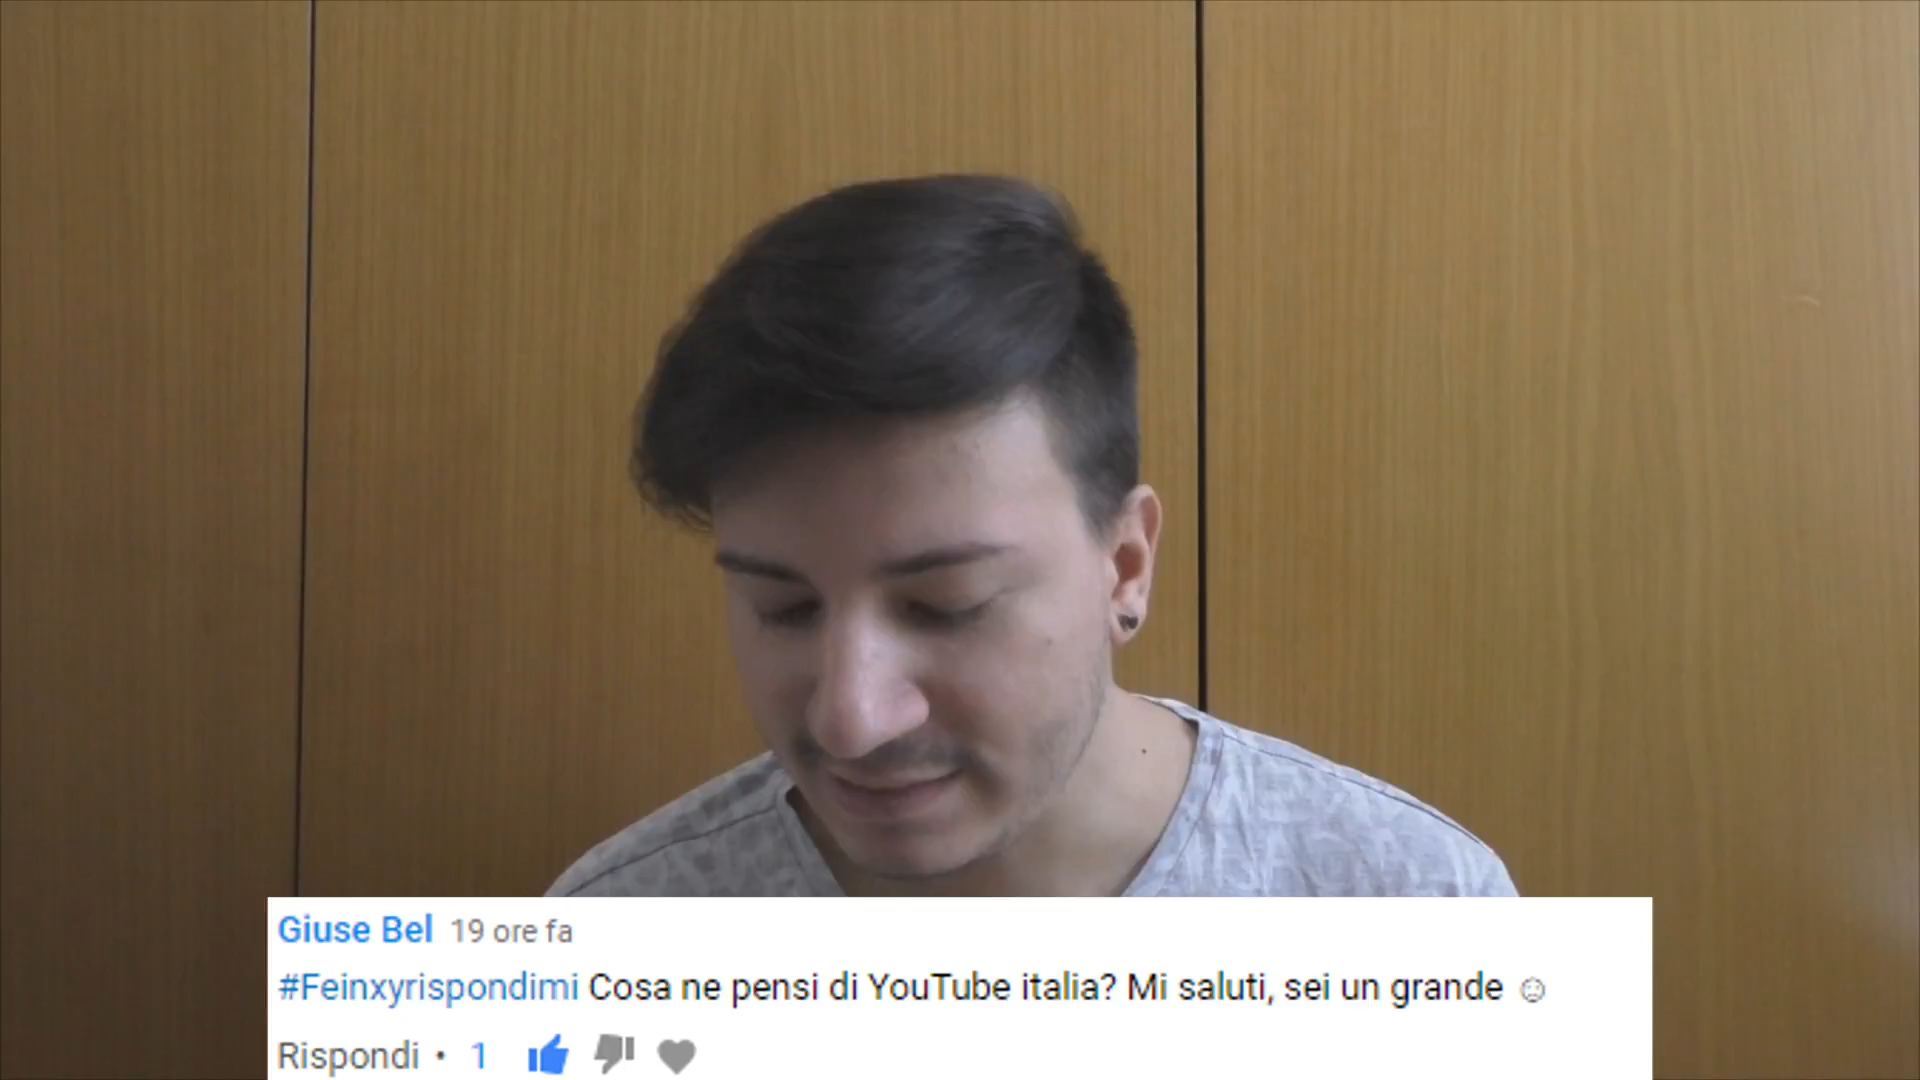 Giuse Bel 19 ore fa
#Feinxyrispondimi Cosa ne pensi di YouTube italia? Mi saluti, sei un grande ☺
Rispondi • 1